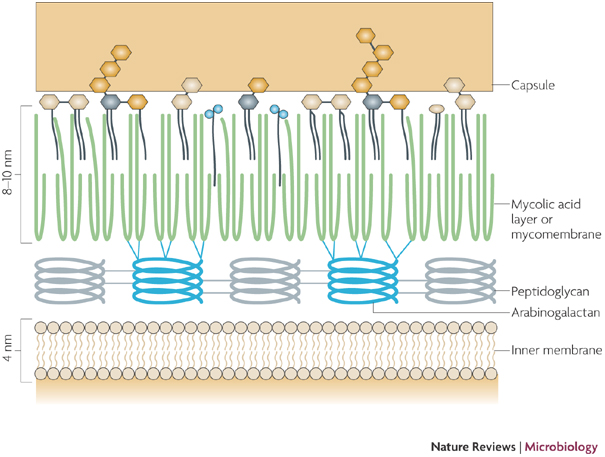 Capsule
8–10 nm
Mycolic acid
layer or
mycomembrane
Peptidoglycan
Arabinogalactan
4 nm
Inner membrane
Nature Reviews | Microbiology